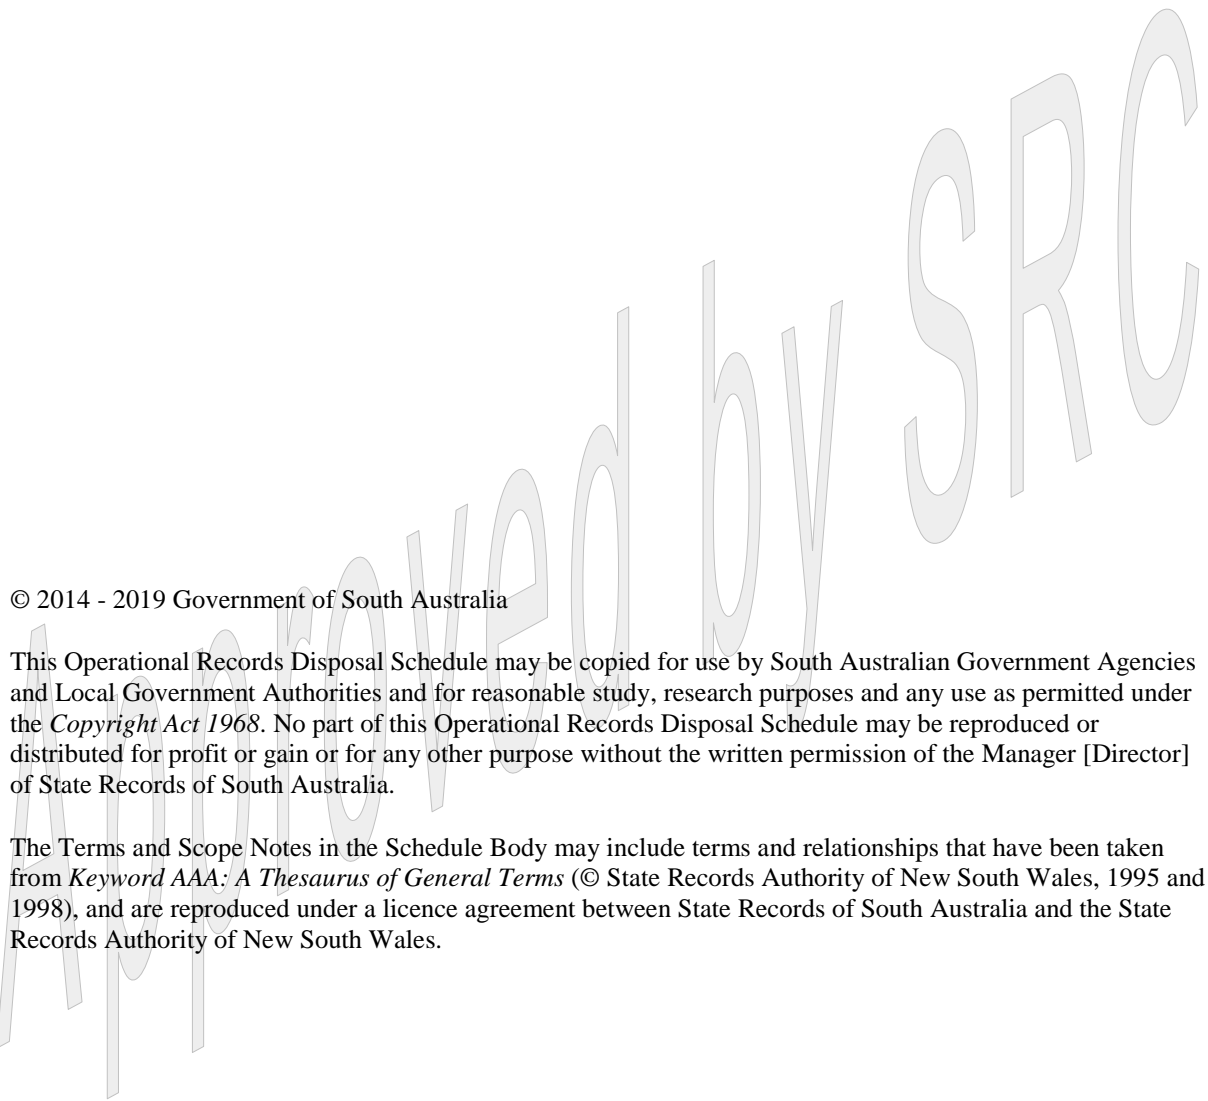 Approved by SRC
© 2014 - 2019 Government of South Australia
This Operational Records Disposal Schedule may be copied for use by South Australian Government Agencies
and Local Government Authorities and for reasonable study, research purposes and any use as permitted under
the Copyright Act 1968. No part of this Operational Records Disposal Schedule may be reproduced or
distributed for profit or gain or for any other purpose without the written permission of the Manager [Director]
of State Records of South Australia.
The Terms and Scope Notes in the Schedule Body may include terms and relationships that have been taken
from Keyword AAA: A Thesaurus of General Terms (© State Records Authority of New South Wales, 1995 and
1998), and are reproduced under a licence agreement between State Records of South Australia and the State
Records Authority of New South Wales.